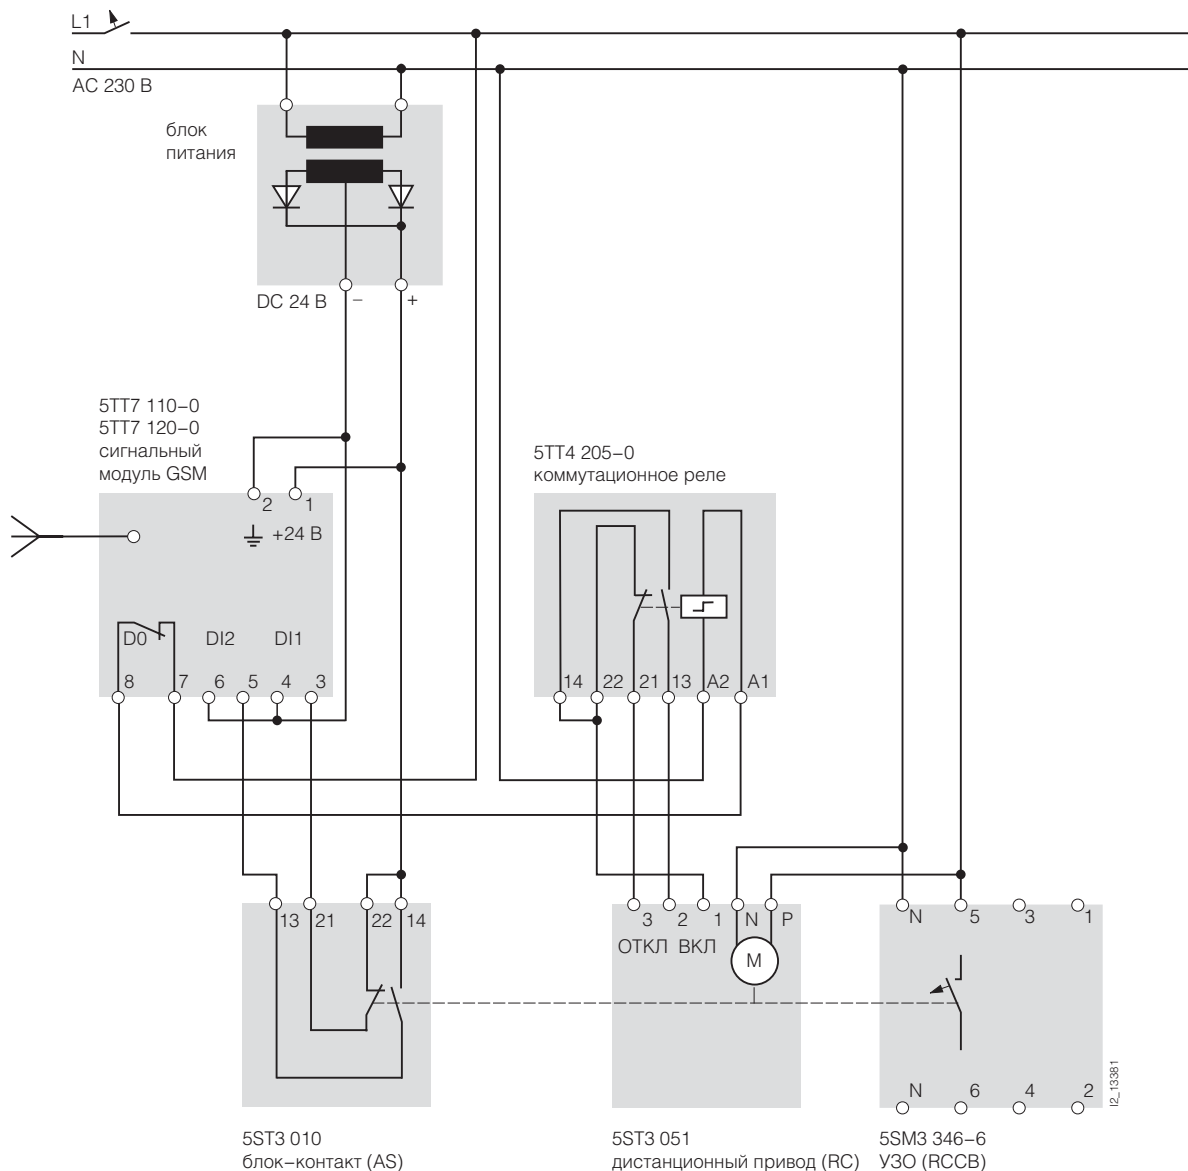 L1
N
AC 230 В
блок
питания
DC 24 В – +
5TT7 110–0
5TT7 120–0
сигнальный
модуль GSM
2 1
+24 В
D0 DI2 DI1
8 7 6 5 4 3
5TT4 205–0
коммутационное реле
14 22 21 13 A2 A1
13 21 22 14
3 2 1 N P
ОТКЛ ВКЛ
M
N 5 3 1
N 6 4 2
I2_13381
5ST3 010
блок–контакт (AS)
5ST3 051
дистанционный привод (RC)
5SM3 346–6
УЗО (RCCB)